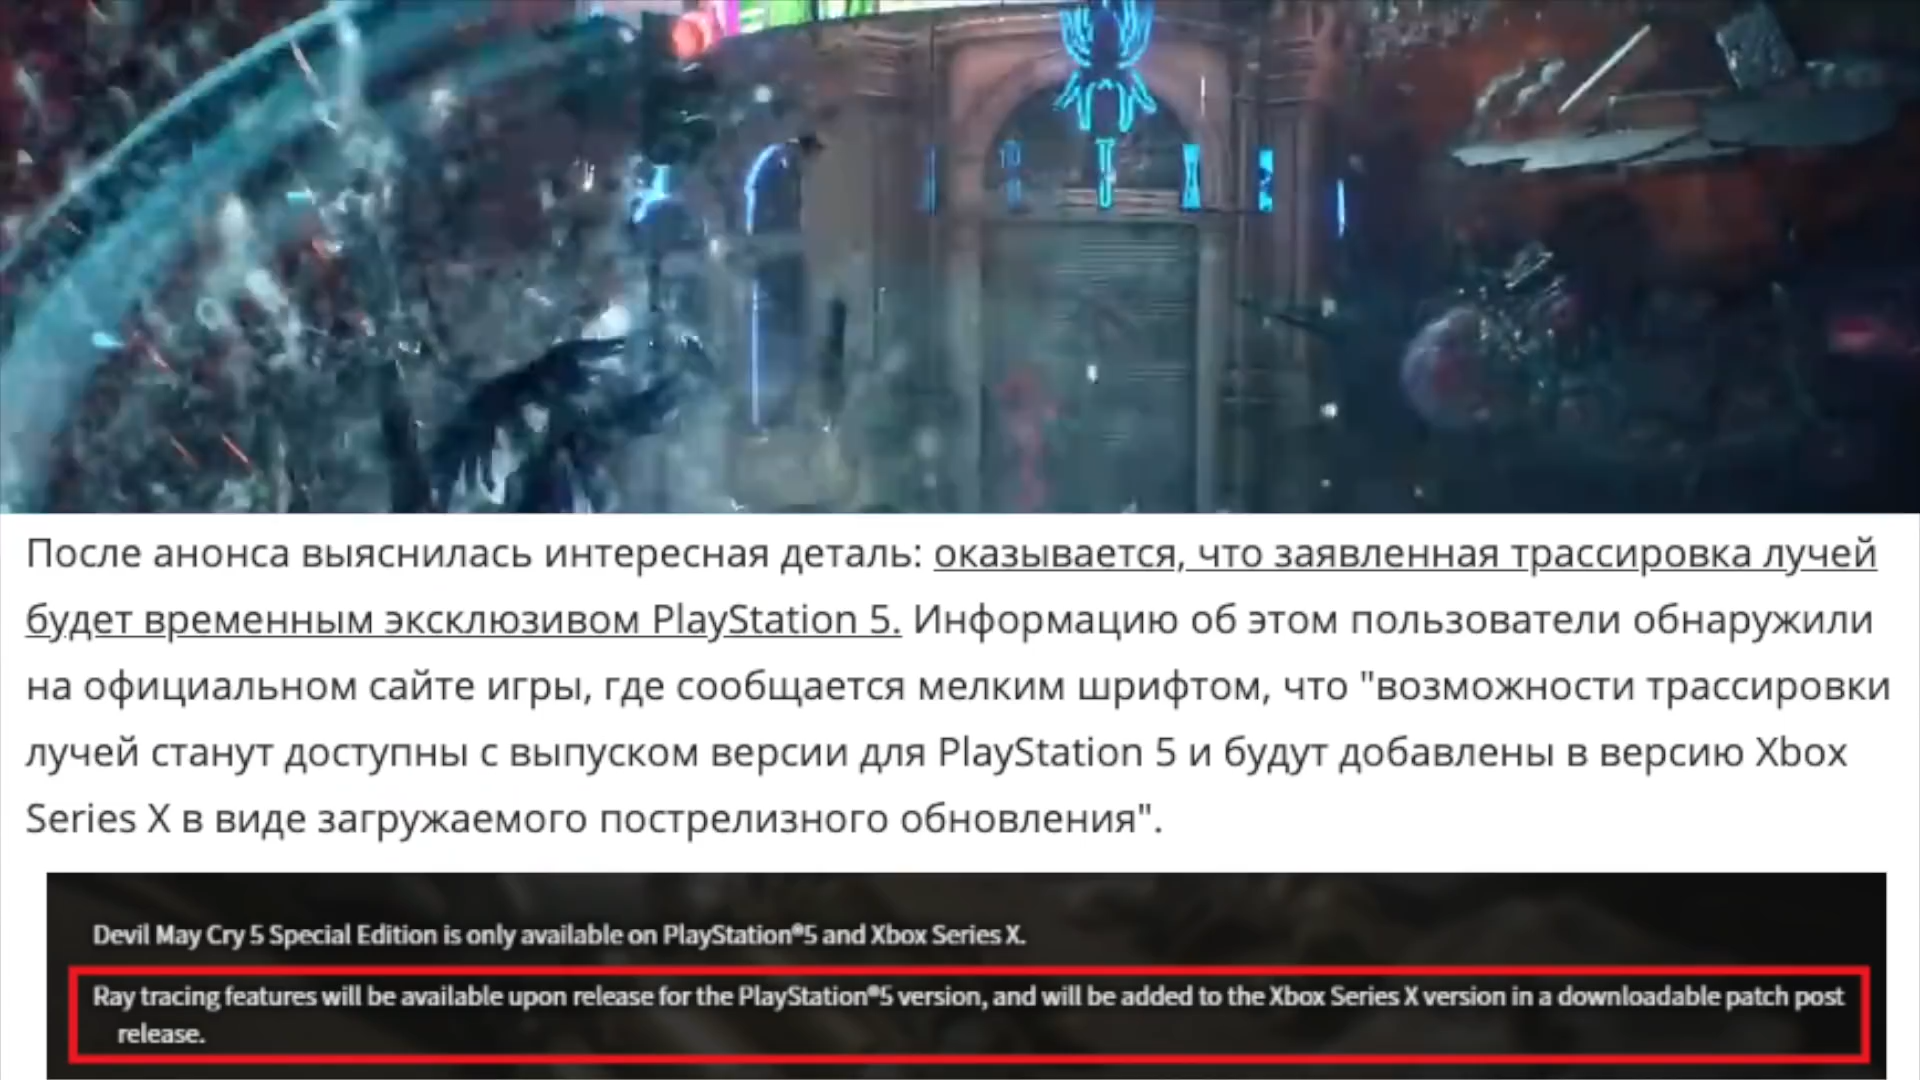 После анонса выяснилась интересная деталь: оказывается, что заявленная трассировка лучей
будет временным эксклюзивом PlayStation 5. Информацию об этом пользователи обнаружили
на официальном сайте игры, где сообщается мелким шрифтом, что "возможности трассировки
лучей станут доступны с выпуском версии для PlayStation 5 и будут добавлены в версию Xbox
Series X в виде загружаемого пострелизного обновления".
Devil May Cry 5 Special Edition is only available on PlayStation®5 and Xbox Series X.
Ray tracing features will be available upon release for the PlayStation®5 version, and will be added to the Xbox Series X version in a downloadable patch post
release.